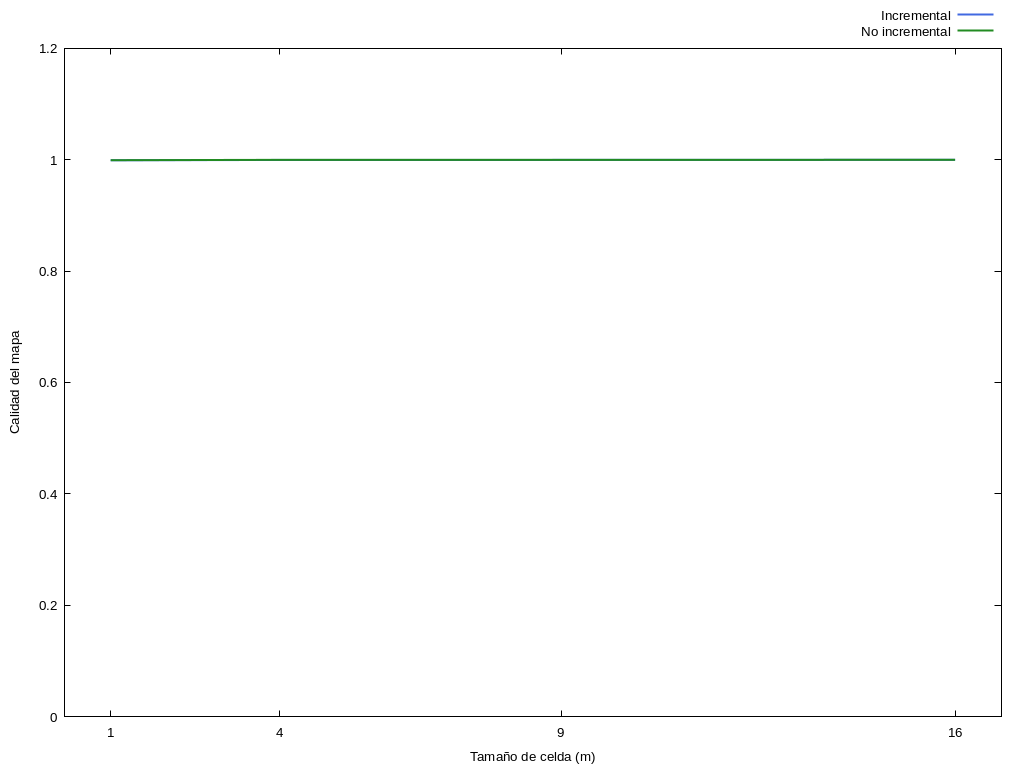 Incremental
No incremental
1.2
1
0.8
0.6
0.4
0.2
0
Calidad del mapa
1 4 9 16
Tamaño de celda (m)